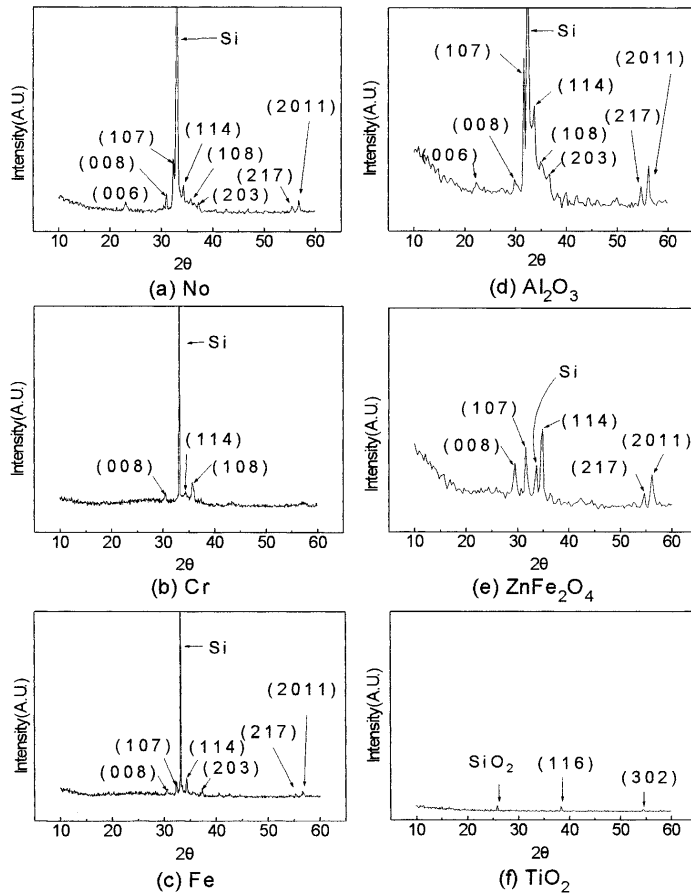 Intensity(A.U.)
Si
(107)
(114)
(008)
(108)
(006)
(203)
(217)
(2011)
10 20 30 40 50 60
2θ
(a) No
Intensity(A.U.)
Si
(107)
(2011)
(114)
(217)
(008)
(108)
(006)
(203)
10 20 30 40 50 60
2θ
(d) Al₂O₃
Intensity(A.U.)
Si
(114)
(008)
(108)
10 20 30 40 50 60
2θ
(b) Cr
Intensity(A.U.)
Si
(107)
(114)
(008)
(2011)
(217)
10 20 30 40 50 60
2θ
(e) ZnFe₂O₄
Intensity(A.U.)
Si
(2011)
(217)
(107)
(114)
(008)
(203)
10 20 30 40 50 60
2θ
(c) Fe
Intensity(A.U.)
SiO₂
(116)
(302)
10 20 30 40 50 60
2θ
(f) TiO₂